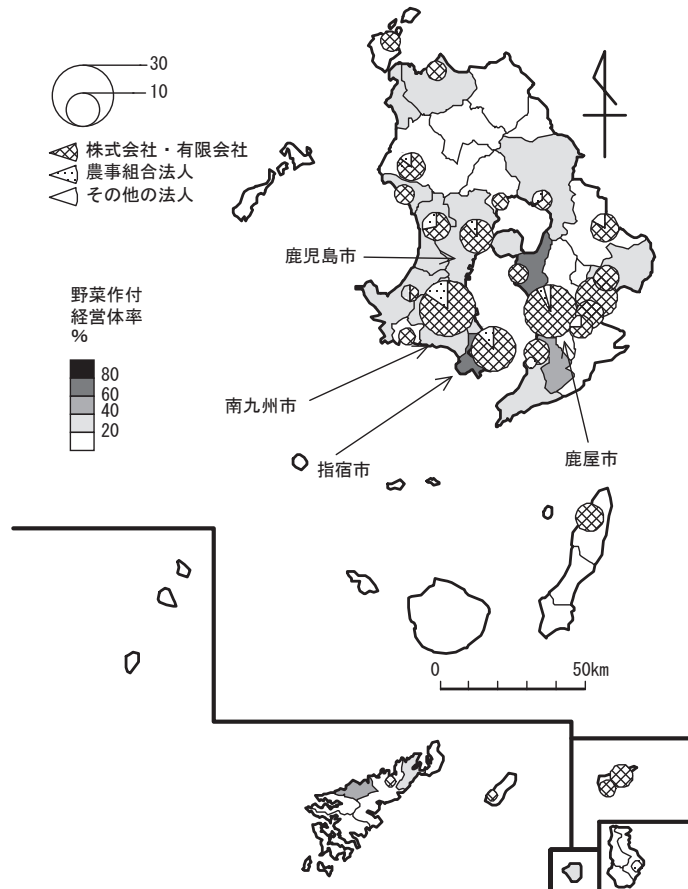 30
10
株式会社・有限会社
農事組合法人
その他の法人
鹿児島市
野菜作付
経営体率
%
80
60
40
20
南九州市
指宿市
鹿屋市
0 50km